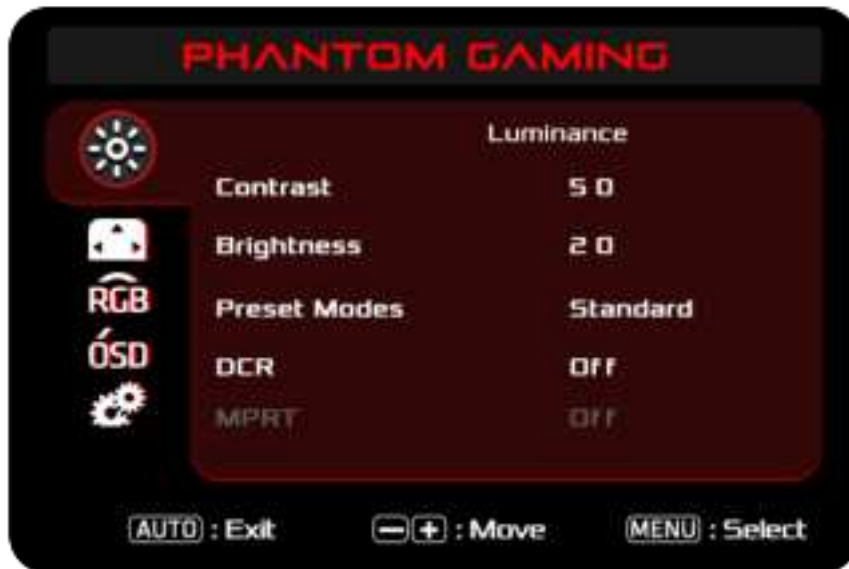 PHANTOM GAMING
Luminance
Contrast 50
Brightness 20
Preset Modes Standard
RGB
DCR Off
OSD
MPRT Off
AUTO : Exit - + : Move MENU : Select